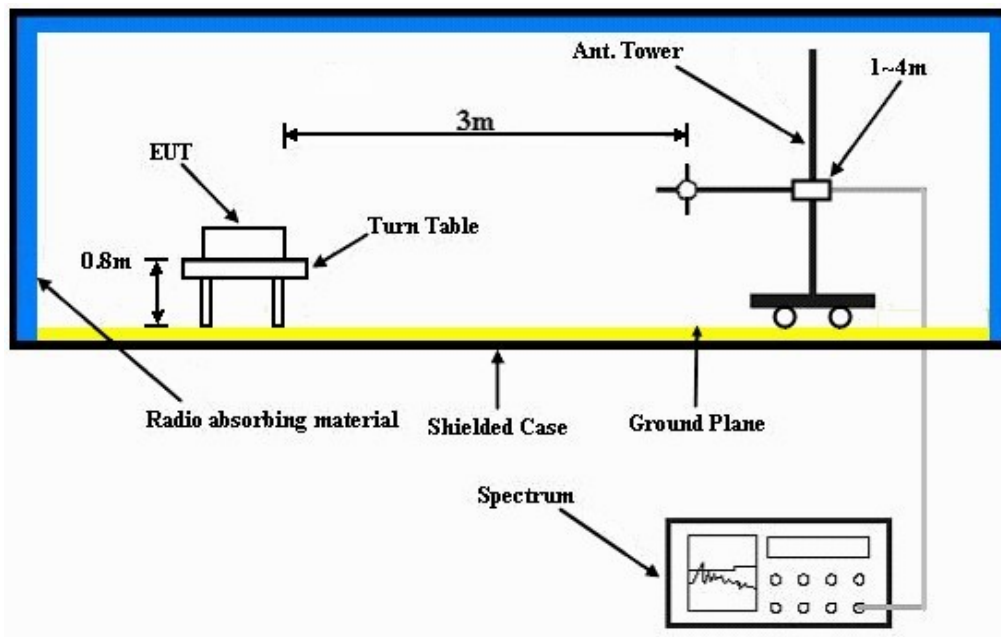 Ant. Tower
1~4m
3m
EUT
Turn Table
0.8m
Radio absorbing material
Shielded Case
Ground Plane
Spectrum